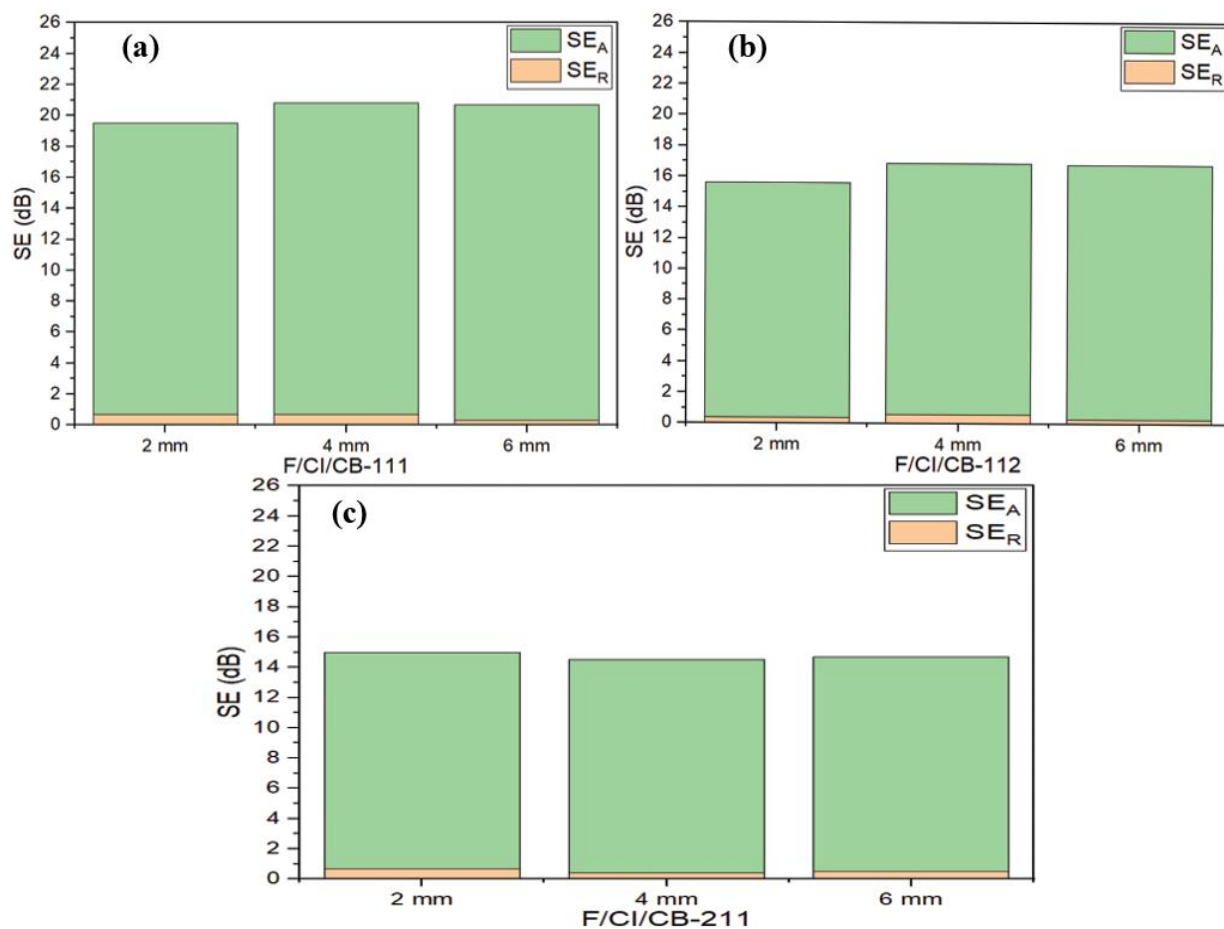 (a)
SE_A
SE_R
26
24
22
20
18
16
14
12
10
8
6
4
2
0
SE (dB)
2 mm
4 mm
6 mm
F/CI/CB-111
(b)
SE_A
SE_R
26
24
22
20
18
16
14
12
10
8
6
4
2
0
SE (dB)
2 mm
4 mm
6 mm
F/CI/CB-112
(c)
SE_A
SE_R
26
24
22
20
18
16
14
12
10
8
6
4
2
0
SE (dB)
2 mm
4 mm
6 mm
F/CI/CB-211